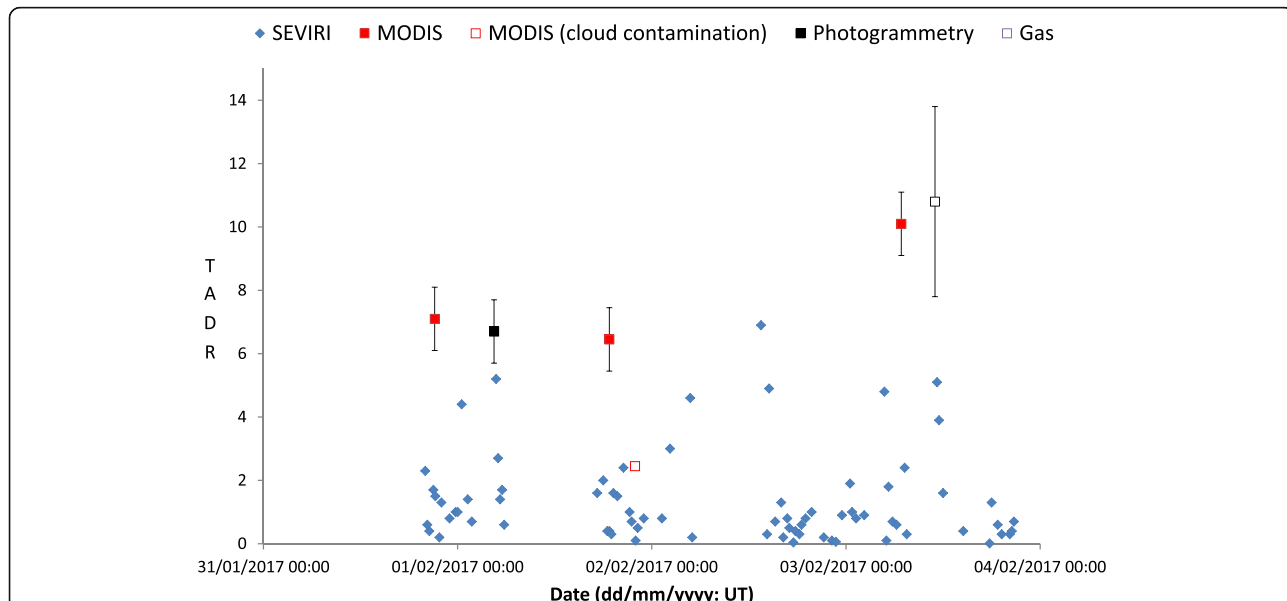 SEVIRI MODIS MODIS (cloud contamination) Photogrammetry Gas
14
12
10
8
6
4
2
0
T
A
D
R
31/01/2017 00:00 01/02/2017 00:00 02/02/2017 00:00 03/02/2017 00:00 04/02/2017 00:00
Date (dd/mm/yyyy: UT)